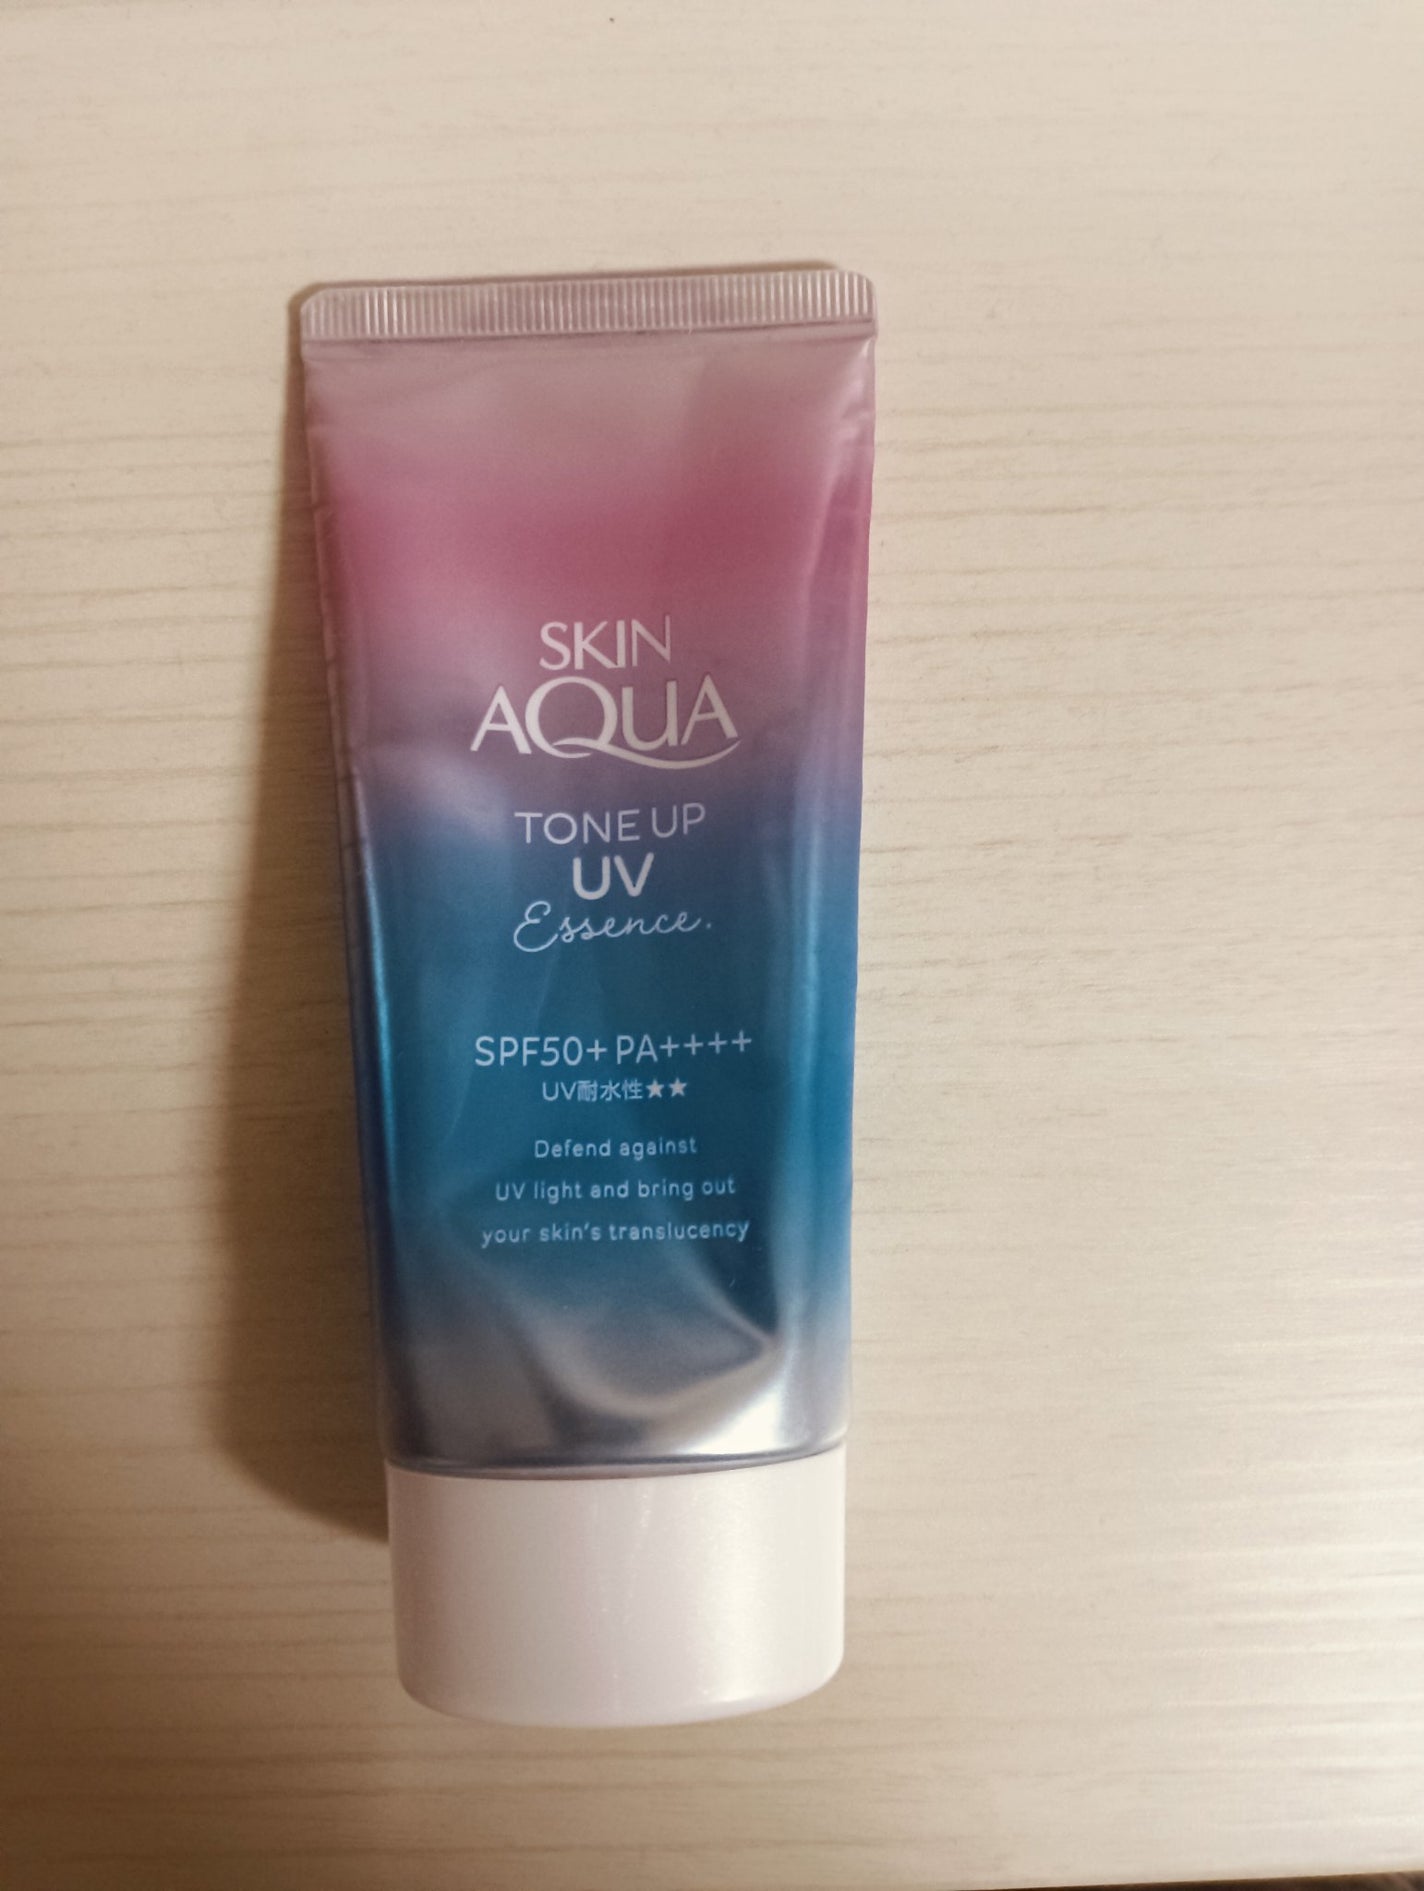 SKIN
AQUA
TONE UP
UV
Essence.
SPF50+ PA++++
UV耐水性★★
Defend against
UV light and bring out
your skin's translucency